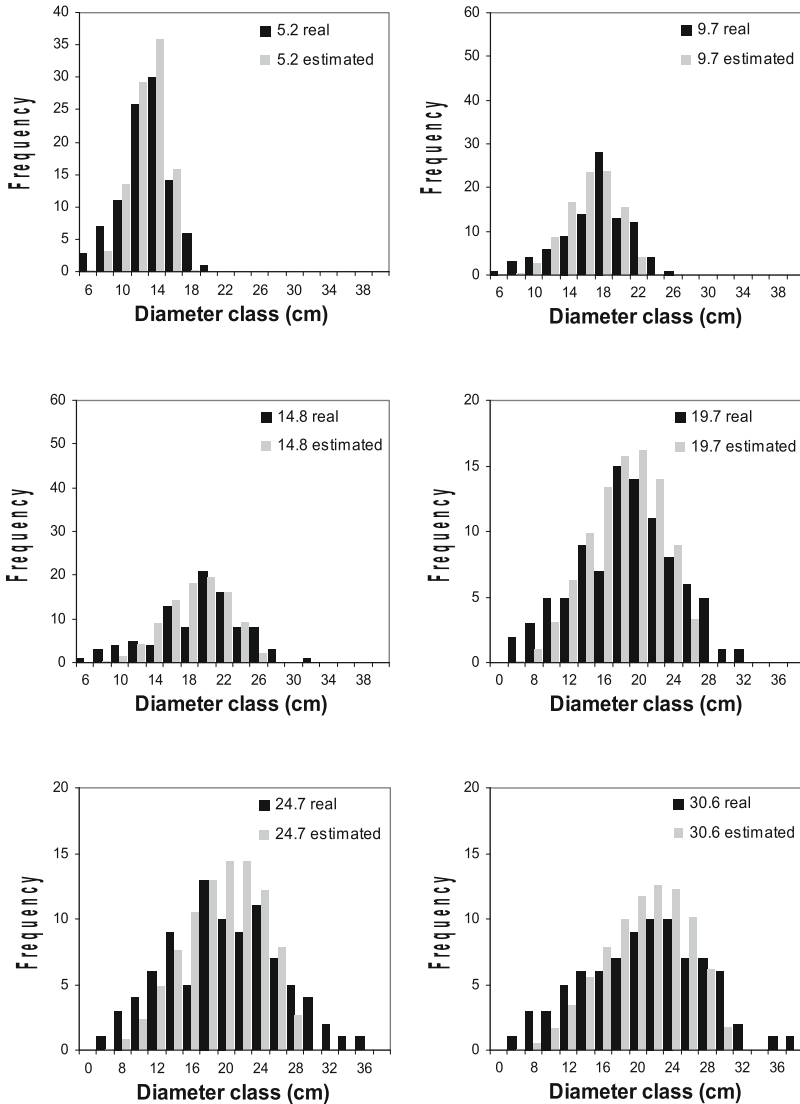 40
35
30
25
20
15
10
5
0
Frequency
5.2 real
5.2 estimated
6 10 14 22 26 30 34 38
Diameter class (cm)
60
50
40
30
20
10
0
Frequency
9.7 real
9.7 estimated
6 10 14 18 22 30 34 38
Diameter class (cm)
60
50
40
30
20
10
0
Frequency
14.8 real
14.8 estimated
6 10 14 22 26 30 34 38
Diameter class (cm)
20
15
10
5
0
Frequency
19.7 real
19.7 estimated
0 8 12 16 20 24 32 36
Diameter class (cm)
20
15
10
5
0
Frequency
24.7 real
24.7 estimated
0 8 12 16 20 24 28 32 36
Diameter class (cm)
20
15
10
5
0
Frequency
30.6 real
30.6 estimated
0 8 12 16 20 24 26 32 36
Diameter class (cm)